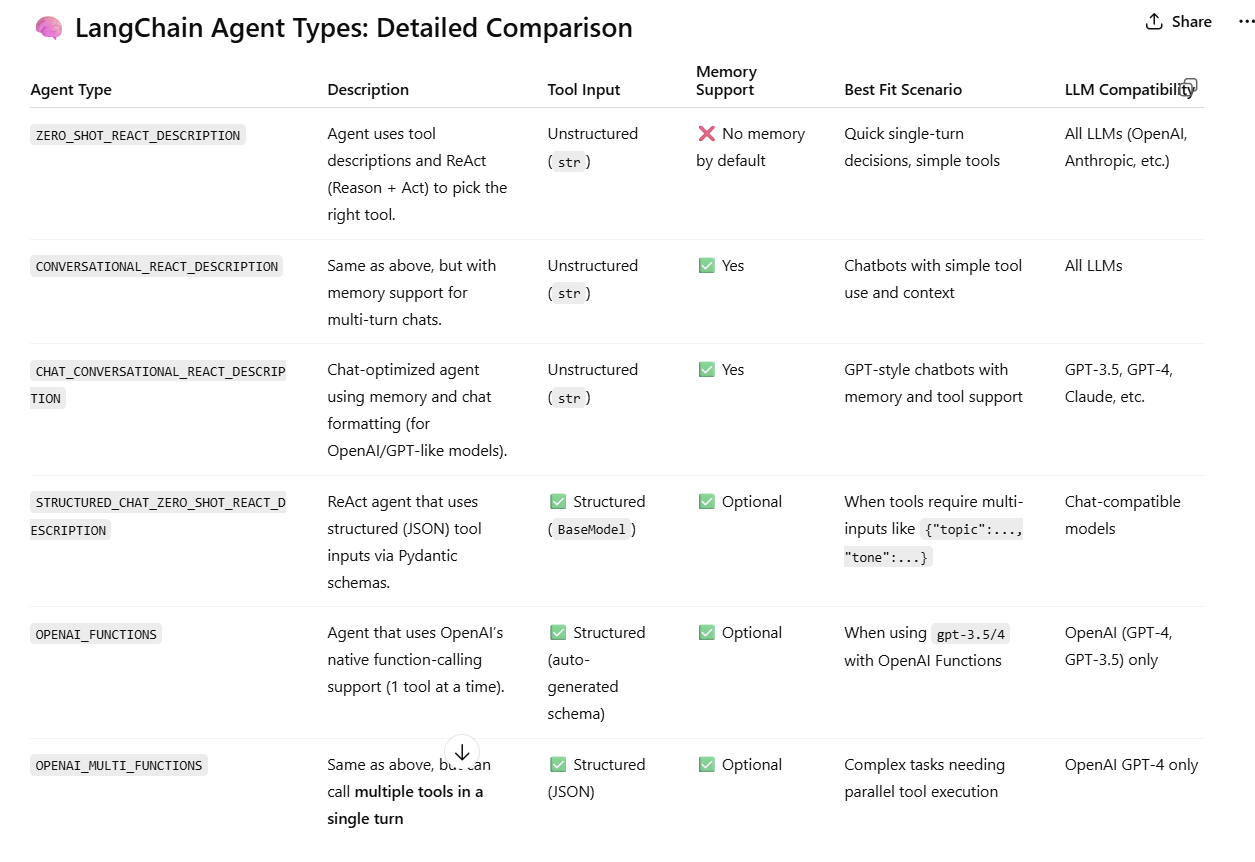 🧠 LangChain Agent Types: Detailed Comparison
Share
Agent Type
Description
Tool Input
Memory
Support
Best Fit Scenario
LLM Compatibility
ZERO_SHOT_REACT_DESCRIPTION
Agent uses tool
descriptions and ReAct
(Reason + Act) to pick the
right tool.
Unstructured
(str)
❌ No memory
by default
Quick single-turn
decisions, simple tools
All LLMs (OpenAI,
Anthropic, etc.)
CONVERSATIONAL_REACT_DESCRIPTION
Same as above, but with
memory support for
multi-turn chats.
Unstructured
(str)
✅ Yes
Chatbots with simple tool
use and context
All LLMs
CHAT_CONVERSATIONAL_REACT_DESCRIP
TION
Chat-optimized agent
using memory and chat
formatting (for
OpenAI/GPT-like models).
Unstructured
(str)
✅ Yes
GPT-style chatbots with
memory and tool support
GPT-3.5, GPT-4,
Claude, etc.
STRUCTURED_CHAT_ZERO_SHOT_REACT_D
ESCRIPTION
ReAct agent that uses
structured (JSON) tool
inputs via Pydantic
schemas.
✅ Structured
(BaseModel)
✅ Optional
When tools require multi-
inputs like {"topic":...,
"tone":...}
Chat-compatible
models
OPENAI_FUNCTIONS
Agent that uses OpenAI's
native function-calling
support (1 tool at a time).
✅ Structured
(auto-
generated
schema)
✅ Optional
When using gpt-3.5/4
with OpenAI Functions
OpenAI (GPT-4,
GPT-3.5) only
OPENAI_MULTI_FUNCTIONS
Same as above, but can
call multiple tools in a
single turn
✅ Structured
(JSON)
✅ Optional
Complex tasks needing
parallel tool execution
OpenAI GPT-4 only